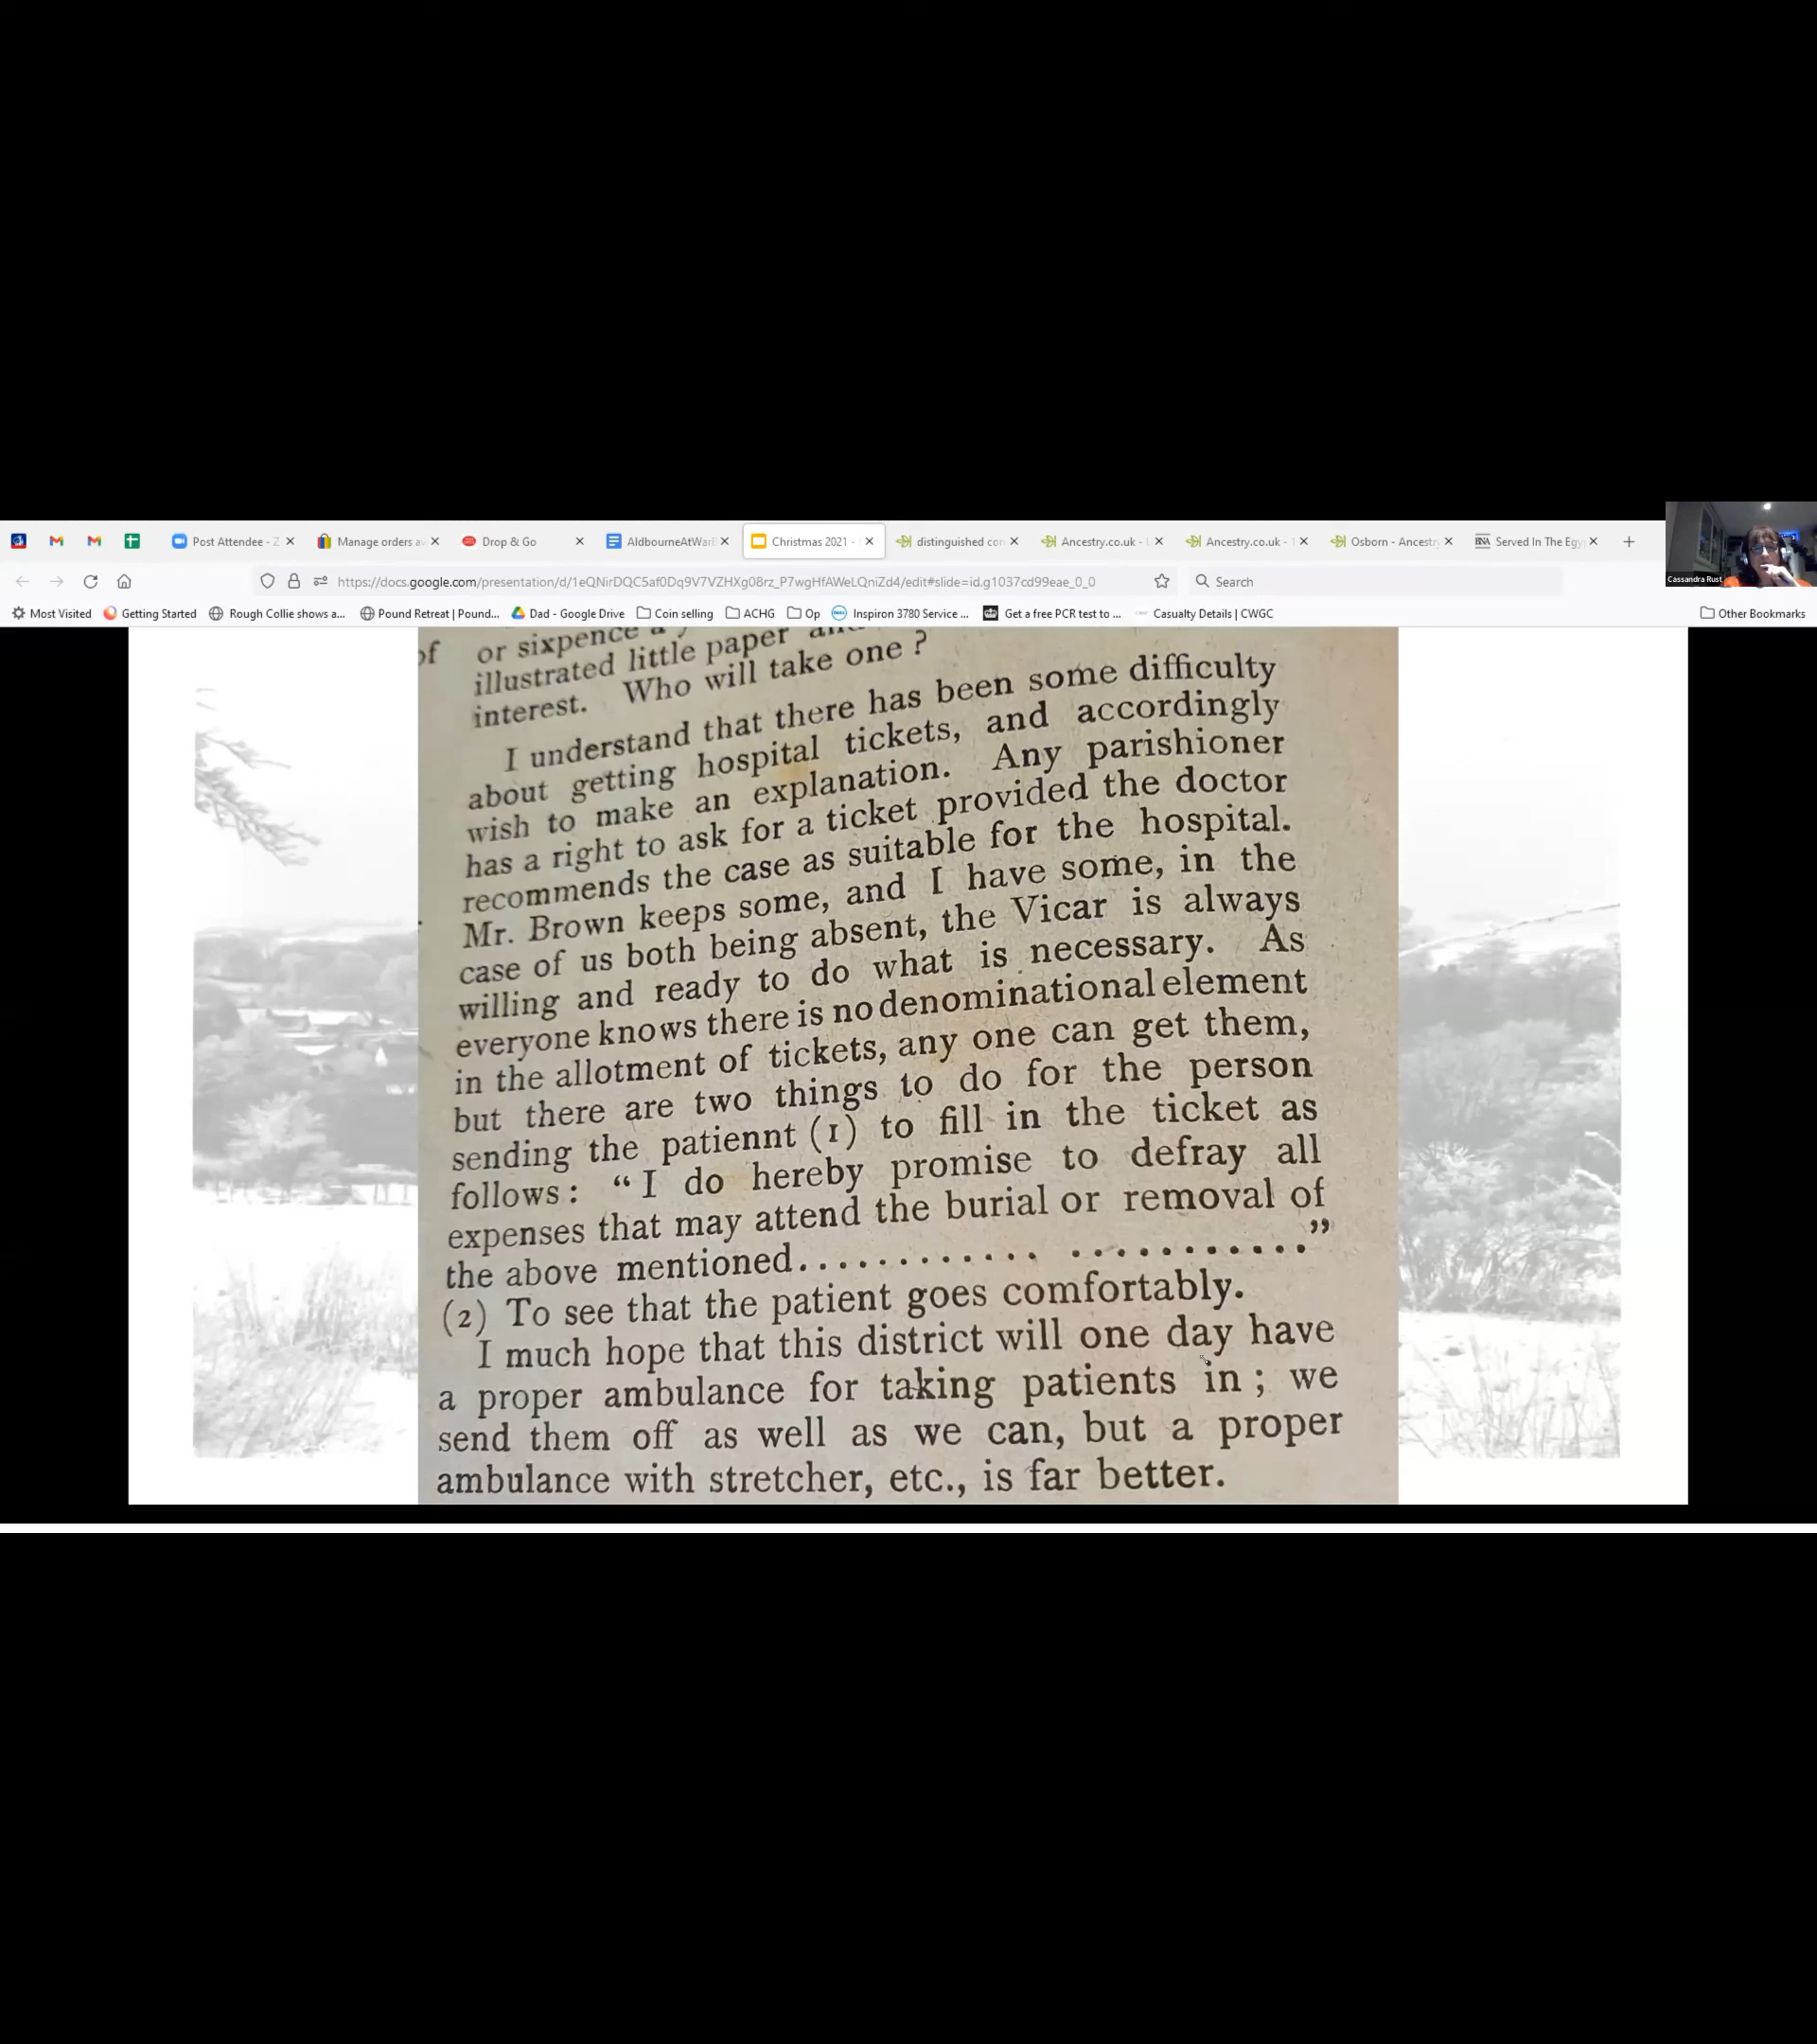 Post Attendee - Z
Manage orders
Drop & Go
AldbourneAtWar
Christmas 2021 -
distinguished con
Ancestry.co.uk -
Ancestry.co.uk - 1
Osborn - Ancestr
BNA Served In The Egy
https://docs.google.com/presentation/d/1eQNirDQC5af0Dq9V7VZHXg08rz_P7wgHfAWeLQniZd4/edit#slide=id.g1037cd99eae_0_0
Search
Cassandra Rust
Most Visited
Getting Started
Rough Collie shows a...
Pound Retreat | Pound...
Dad - Google Drive
Coin selling
ACHG
Op
Inspiron 3780 Service ...
Get a free PCR test to ...
Casualty Details | CWGC
Other Bookmarks
of or sixpence a
illustrated little paper
interest. Who will take one ?
I understand that there has been some difficulty
about getting hospital tickets, and accordingly
wish to make an explanation. Any parishioner
has a right to ask for a ticket provided the doctor
recommends the case as suitable for the hospital.
Mr. Brown keeps some, and I have some, in the
case of us both being absent, the Vicar is always
willing and ready to do what is necessary. As
everyone knows there is no denominational element
in the allotment of tickets, any one can get them,
but there are two things to do for the person
sending the patiennt (1) to fill in the ticket as
follows: “I do hereby promise to defray all
expenses that may attend the burial or removal of
the above mentioned............ ...........”
(2) To see that the patient goes comfortably.
I much hope that this district will one day have
a proper ambulance for taking patients in ; we
send them off as well as we can, but a proper
ambulance with stretcher, etc., is far better.